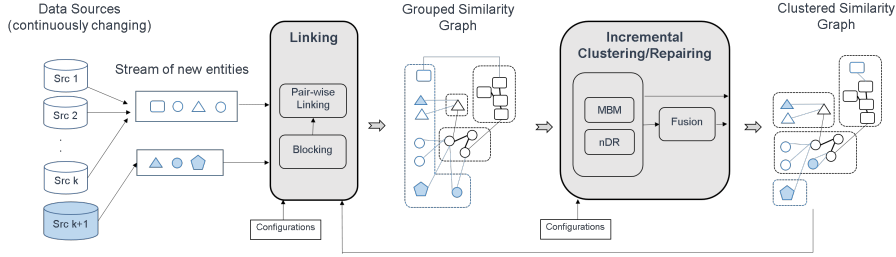 Data Sources
(continuously changing)
Src 1
Src 2
.
.
Src k
Src k+1
Stream of new entities
Linking
Pair-wise
Linking
Blocking
Configurations
Grouped Similarity
Graph
Incremental
Clustering/Repairing
MBM
nDR
Fusion
Configurations
Clustered Similarity
Graph